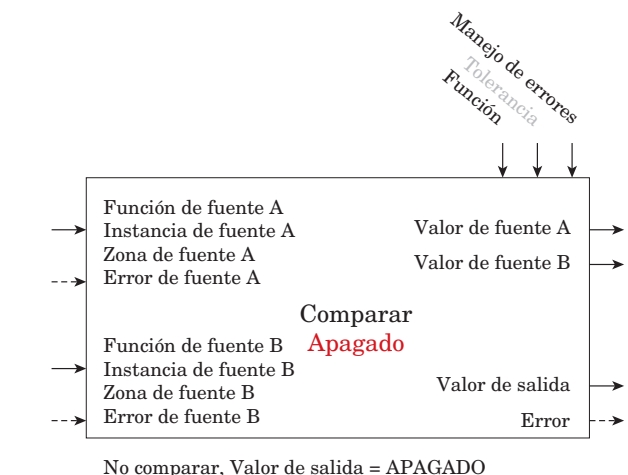 Manejo de errores
Tolerancia
Función
Función de fuente A
Instancia de fuente A
Zona de fuente A
Error de fuente A
Valor de fuente A
Valor de fuente B
Comparar
Apagado
Función de fuente B
Instancia de fuente B
Zona de fuente B
Error de fuente B
Valor de salida
Error
No comparar, Valor de salida = APAGADO